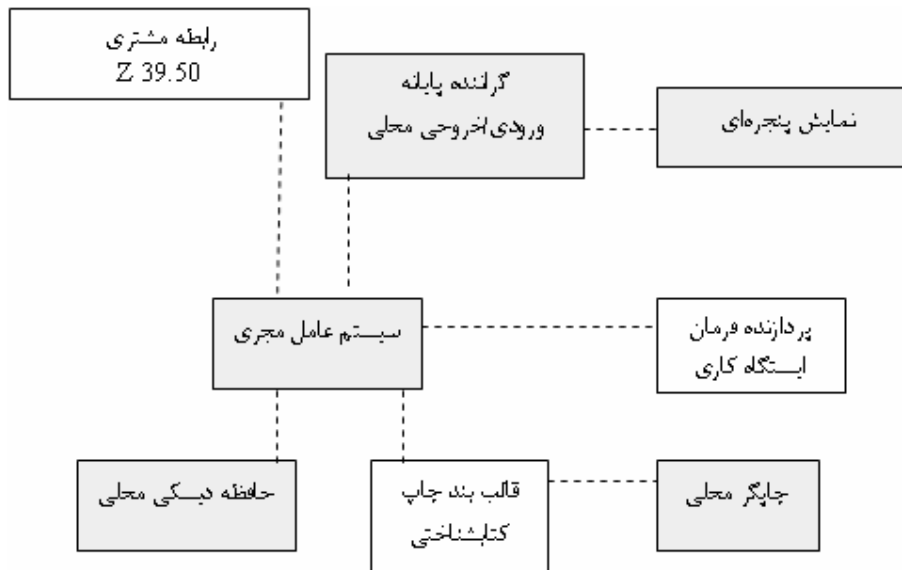 رابطه مشتری
Z 39.50
گراننده پایانه
ورودی/خروجی محلی
نمایش پنجره‌ای
سیستم عامل مجری
پردازنده فرمان
ایستگاه کاری
حافظه دیسکی محلی
قالب بند چاپ
کتابشناختی
چاپگر محلی